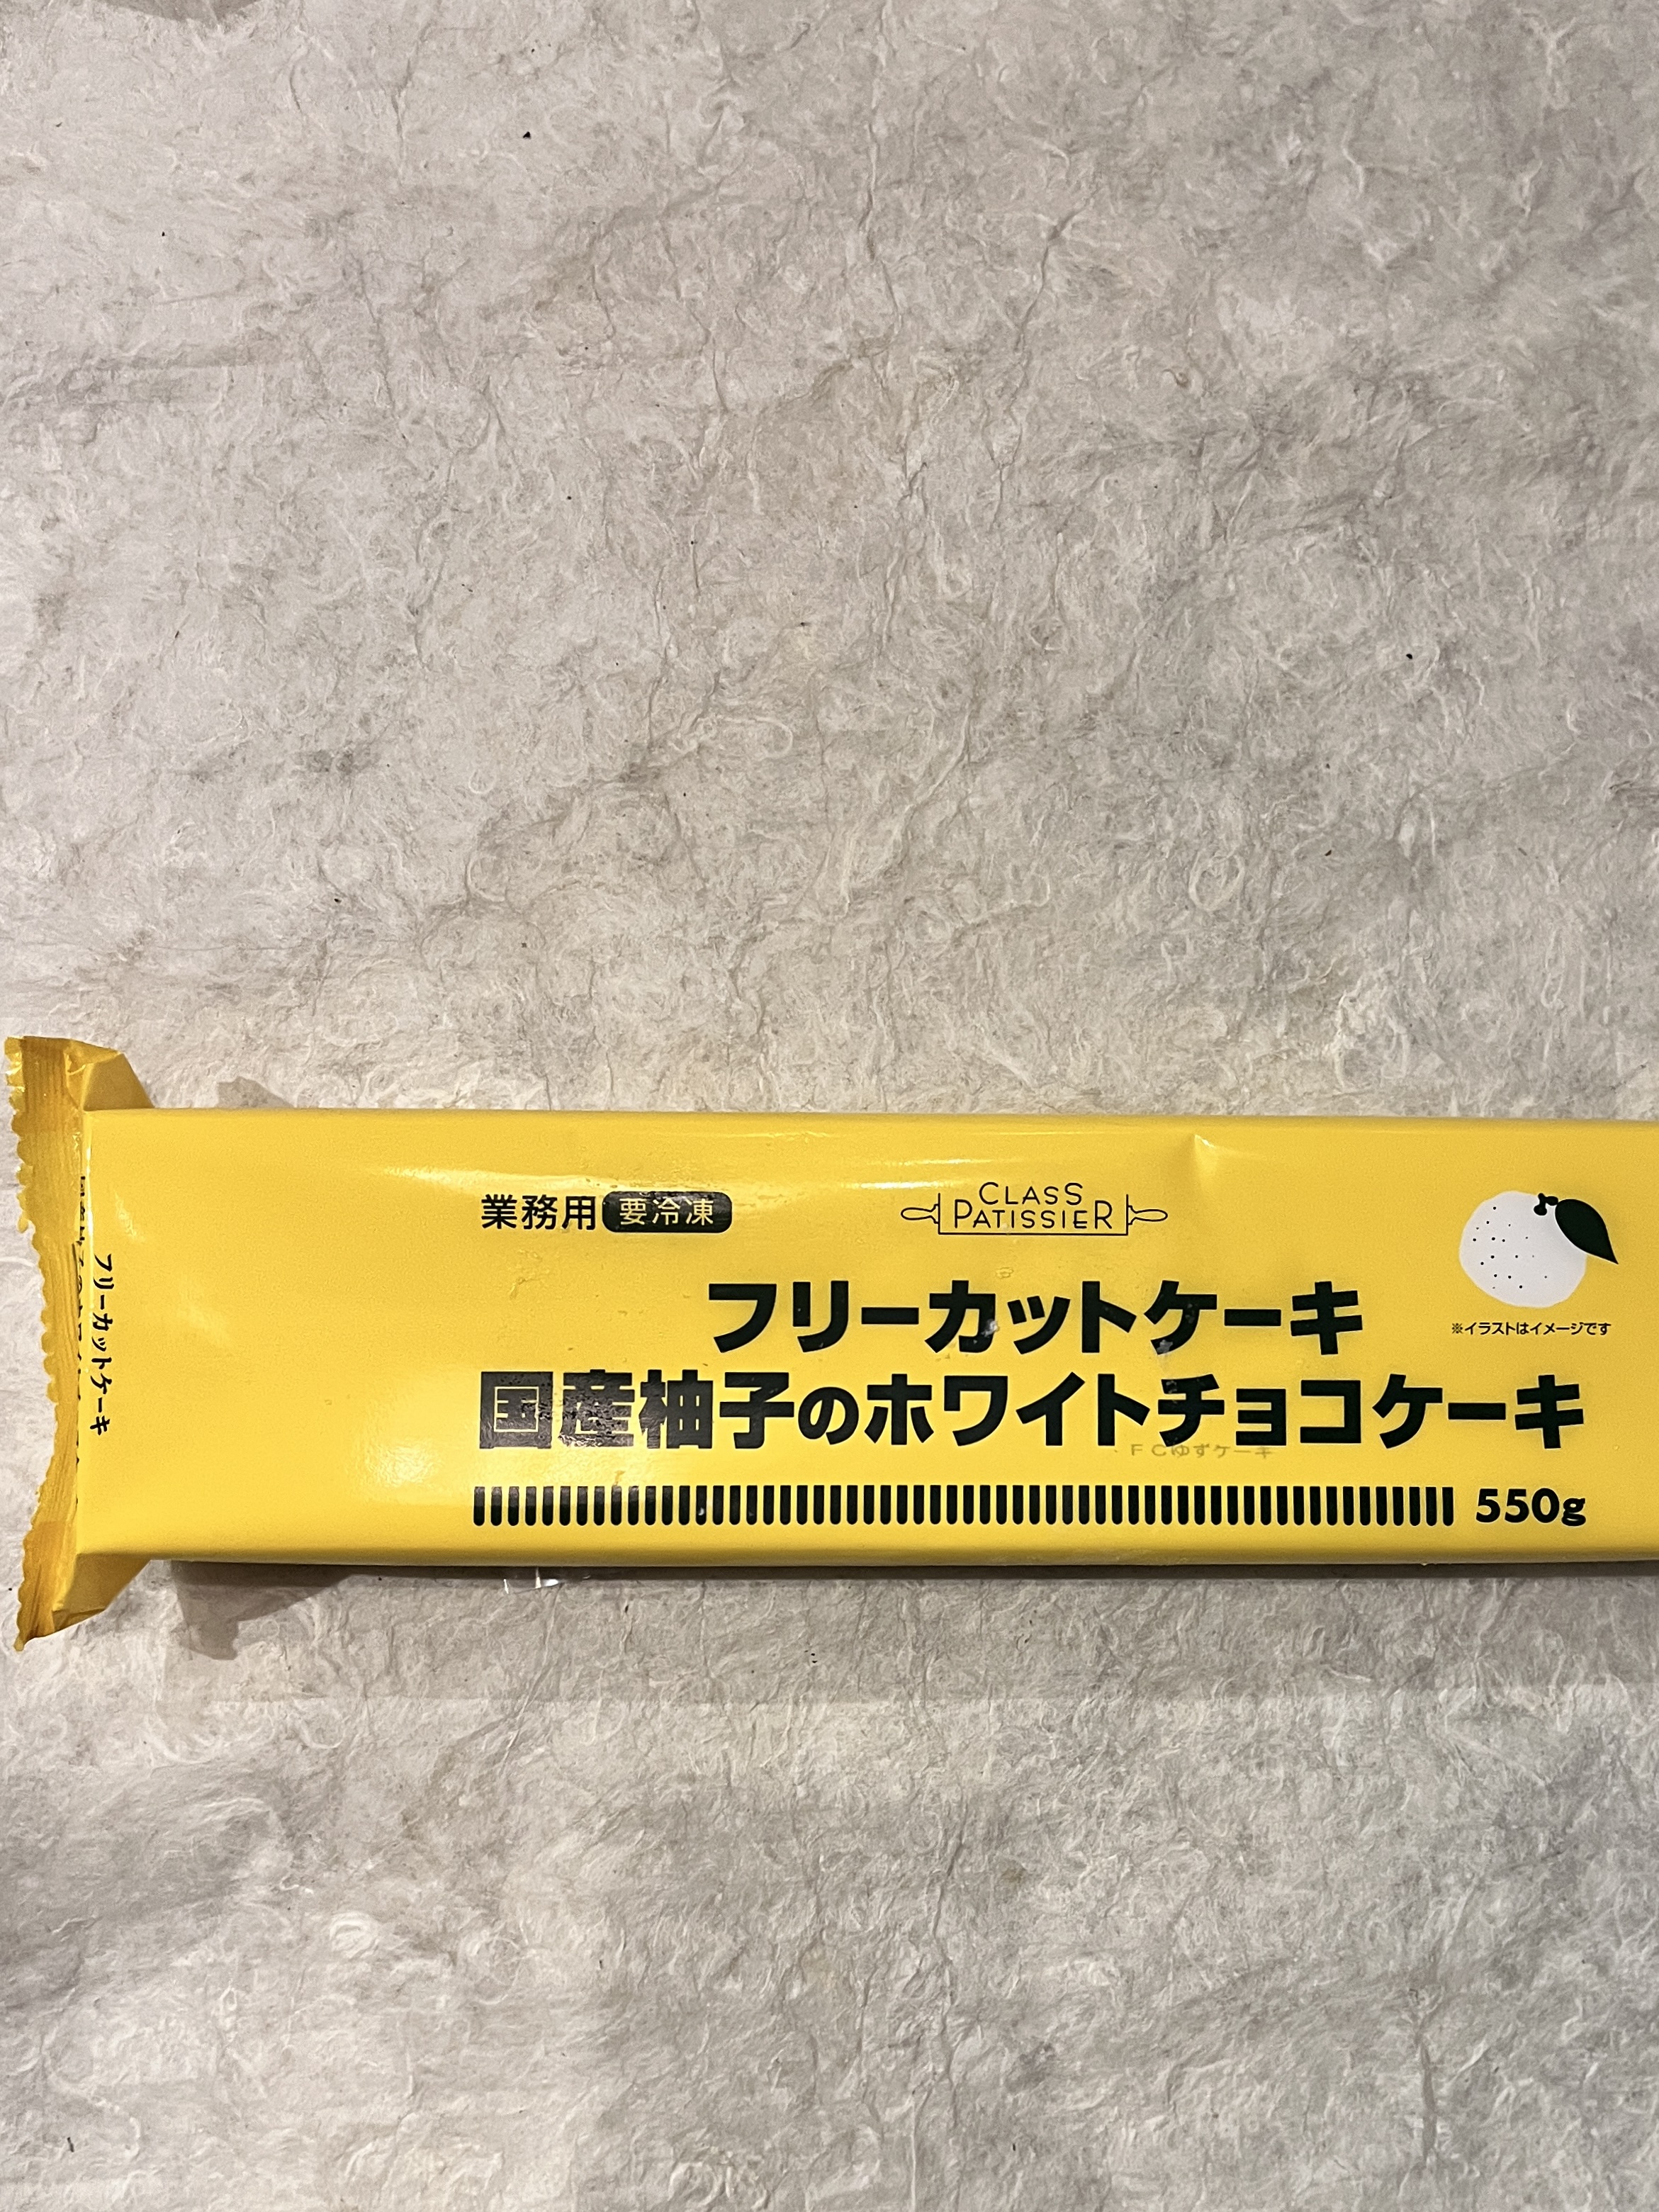 業務用 要冷凍
CLASS
PATISSIER
フリーカットケーキ
国産柚子のホワイトチョコケーキ
※イラストはイメージです
FCゆずケーキ
550g
フリーカットケーキ